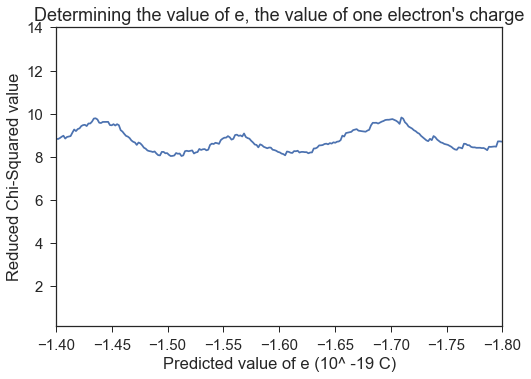 Determining the value of e, the value of one electron's charge
14
12
10
8
6
4
2
Reduced Chi-Squared value
−1.40 −1.45 −1.50 −1.55 −1.60 −1.65 −1.70 −1.75 −1.80
Predicted value of e (10^ -19 C)